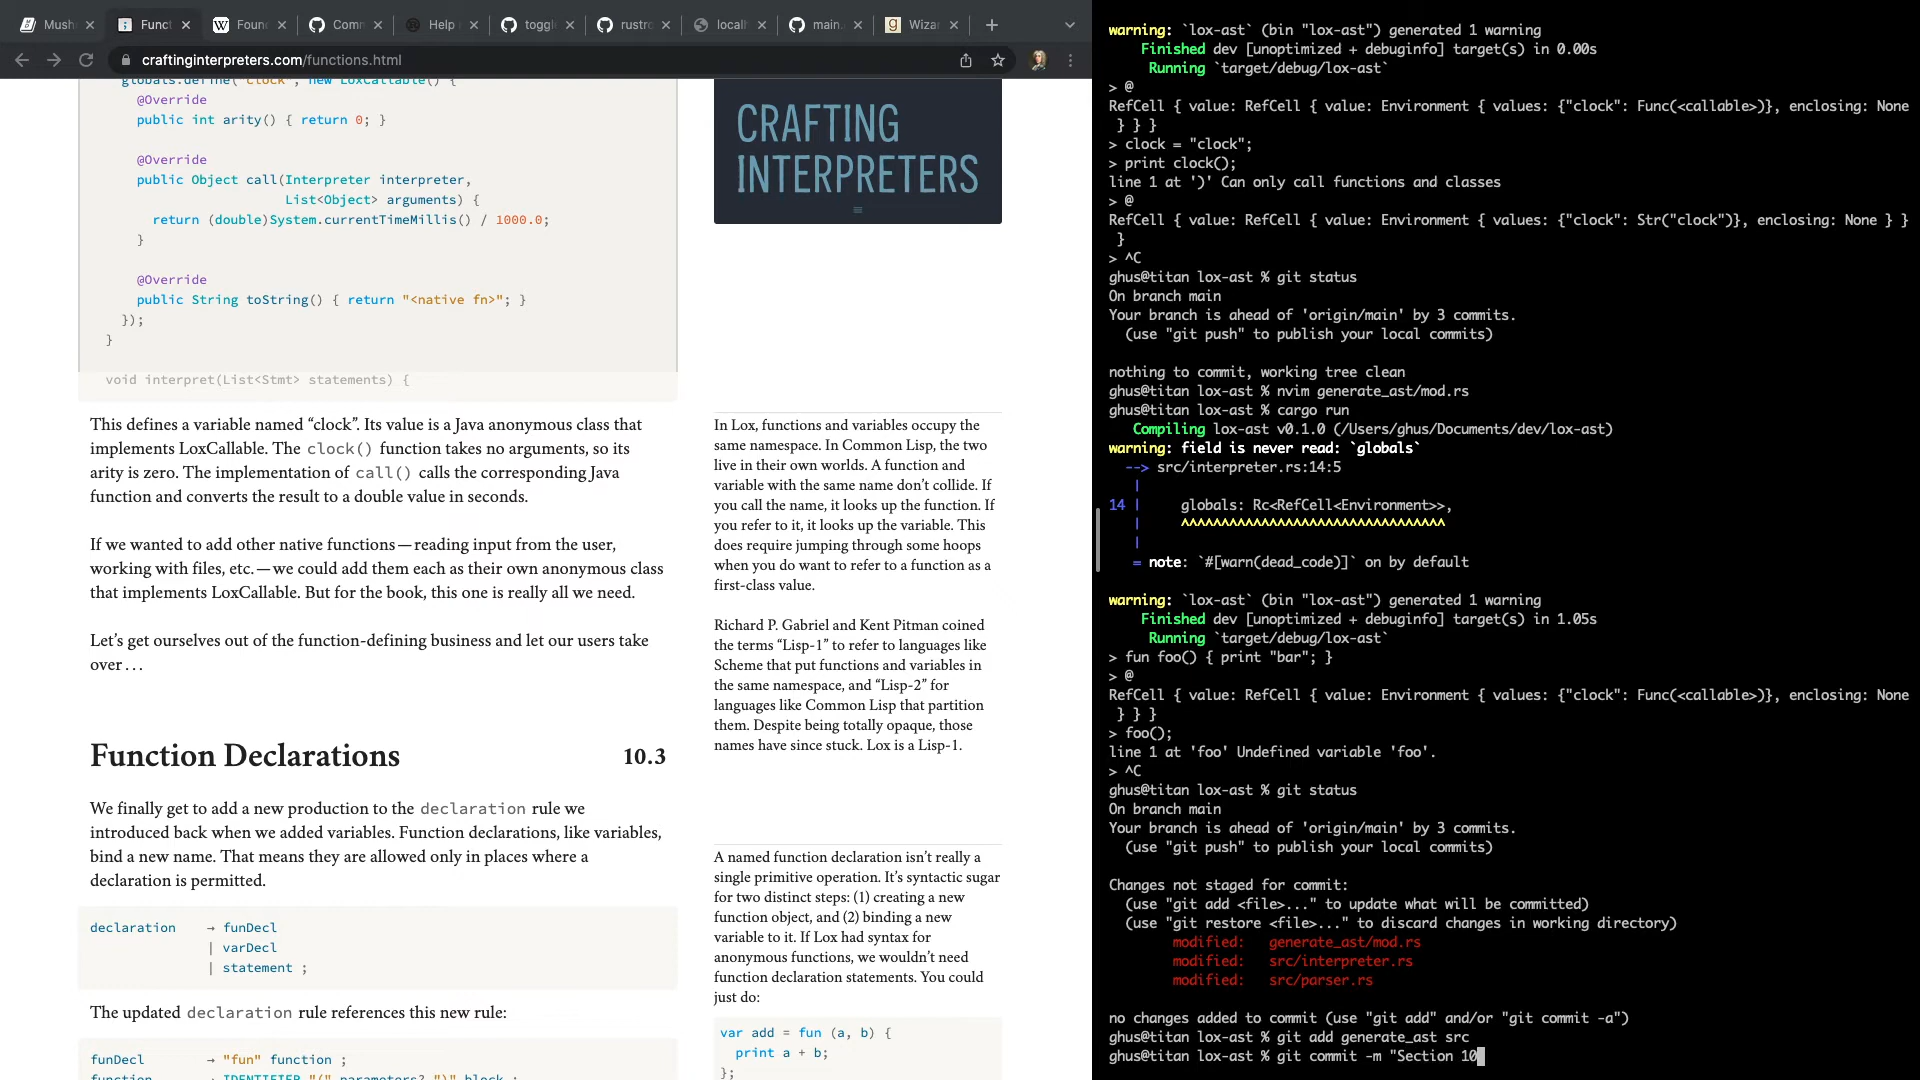 Mush
Funct
Foun
Comm
Help
toggl
rustro
localh
main.
Wiza
craftinginterpreters.com/functions.html
globals.define("clock", new LoxCallable() {
@Override
public int arity() { return 0; }
@Override
public Object call(Interpreter interpreter,
List<Object> arguments) {
return (double)System.currentTimeMillis() / 1000.0;
}
@Override
public String toString() { return "<native fn>"; }
});
}
void interpret(List<Stmt> statements) {
This defines a variable named “clock”. Its value is a Java anonymous class that
implements LoxCallable. The clock() function takes no arguments, so its
arity is zero. The implementation of call() calls the corresponding Java
function and converts the result to a double value in seconds.
If we wanted to add other native functions—reading input from the user,
working with files, etc.—we could add them each as their own anonymous class
that implements LoxCallable. But for the book, this one is really all we need.
Let’s get ourselves out of the function-defining business and let our users take
over . . .
Function Declarations 10.3
We finally get to add a new production to the declaration rule we
introduced back when we added variables. Function declarations, like variables,
bind a new name. That means they are allowed only in places where a
declaration is permitted.
declaration → funDecl
| varDecl
| statement ;
The updated declaration rule references this new rule:
funDecl → "fun" function ;
function → IDENTIFIER "(" parameters? ")" block ;
CRAFTING
INTERPRETERS
≡
In Lox, functions and variables occupy the
same namespace. In Common Lisp, the two
live in their own worlds. A function and
variable with the same name don’t collide. If
you call the name, it looks up the function. If
you refer to it, it looks up the variable. This
does require jumping through some hoops
when you do want to refer to a function as a
first-class value.
Richard P. Gabriel and Kent Pitman coined
the terms “Lisp-1” to refer to languages like
Scheme that put functions and variables in
the same namespace, and “Lisp-2” for
languages like Common Lisp that partition
them. Despite being totally opaque, those
names have since stuck. Lox is a Lisp-1.
A named function declaration isn’t really a
single primitive operation. It’s syntactic sugar
for two distinct steps: (1) creating a new
function object, and (2) binding a new
variable to it. If Lox had syntax for
anonymous functions, we wouldn’t need
function declaration statements. You could
just do:
var add = fun (a, b) {
print a + b;
};
warning: `lox-ast` (bin "lox-ast") generated 1 warning
Finished dev [unoptimized + debuginfo] target(s) in 0.00s
Running `target/debug/lox-ast`
> @
RefCell { value: RefCell { value: Environment { values: {"clock": Func(<callable>)}, enclosing: None
} } }
> clock = "clock";
> print clock();
line 1 at ')' Can only call functions and classes
> @
RefCell { value: RefCell { value: Environment { values: {"clock": Str("clock")}, enclosing: None } }
}
> ^C
ghus@titan lox-ast % git status
On branch main
Your branch is ahead of 'origin/main' by 3 commits.
(use "git push" to publish your local commits)
nothing to commit, working tree clean
ghus@titan lox-ast % nvim generate_ast/mod.rs
ghus@titan lox-ast % cargo run
Compiling lox-ast v0.1.0 (/Users/ghus/Documents/dev/lox-ast)
warning: field is never read: `globals`
--> src/interpreter.rs:14:5
|
14 | globals: Rc<RefCell<Environment>>,
| ^^^^^^^^^^^^^^^^^^^^^^^^^^^^^^^^^
|
= note: `#[warn(dead_code)]` on by default
warning: `lox-ast` (bin "lox-ast") generated 1 warning
Finished dev [unoptimized + debuginfo] target(s) in 1.05s
Running `target/debug/lox-ast`
> fun foo() { print "bar"; }
> @
RefCell { value: RefCell { value: Environment { values: {"clock": Func(<callable>)}, enclosing: None
} } }
> foo();
line 1 at 'foo' Undefined variable 'foo'.
> ^C
ghus@titan lox-ast % git status
On branch main
Your branch is ahead of 'origin/main' by 3 commits.
(use "git push" to publish your local commits)
Changes not staged for commit:
(use "git add <file>..." to update what will be committed)
(use "git restore <file>..." to discard changes in working directory)
modified: generate_ast/mod.rs
modified: src/interpreter.rs
modified: src/parser.rs
no changes added to commit (use "git add" and/or "git commit -a")
ghus@titan lox-ast % git add generate_ast src
ghus@titan lox-ast % git commit -m "Section 10